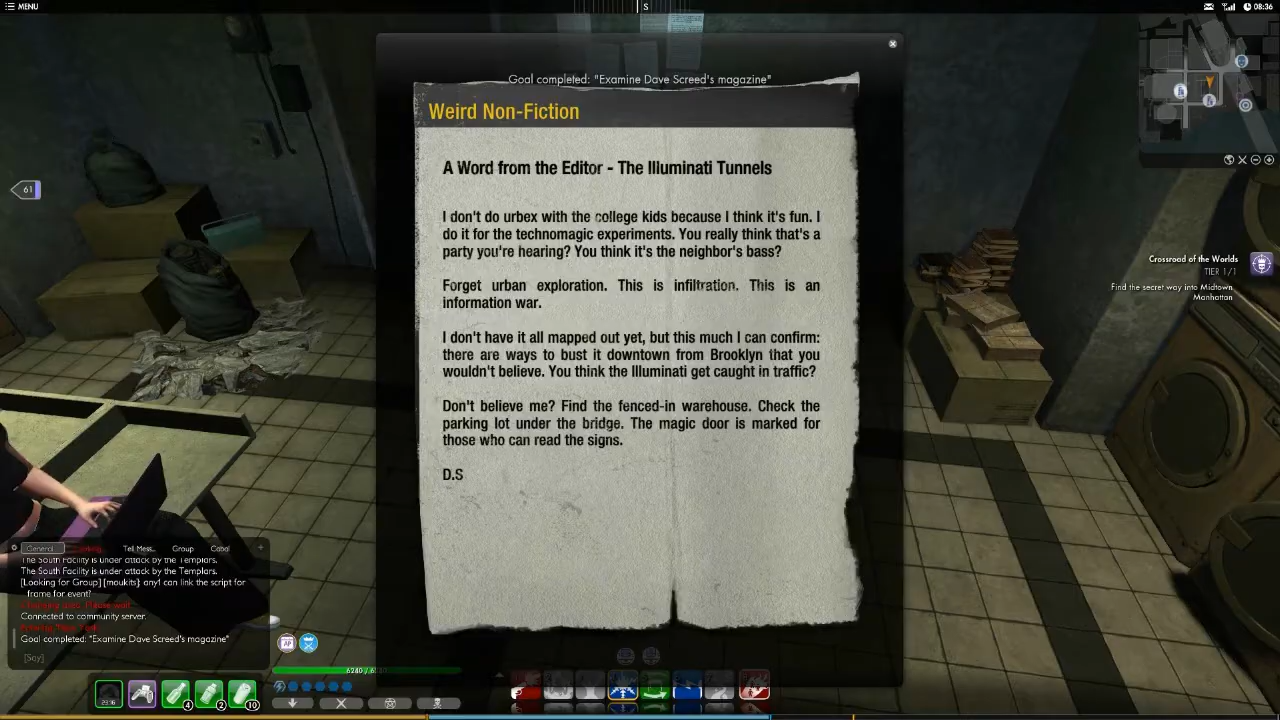 MENU
S
08:36
Goal completed: "Examine Dave Screed's magazine"
Weird Non-Fiction
A Word from the Editor - The Illuminati Tunnels
I don't do urbex with the college kids because I think it's fun. I
do it for the technomagic experiments. You really think that's a
party you're hearing? You think it's the neighbor's bass?
Forget urban exploration. This is infiltration. This is an
information war.
I don't have it all mapped out yet, but this much I can confirm:
there are ways to bust it downtown from Brooklyn that you
wouldn't believe. You think the Illuminati get caught in traffic?
Don't believe me? Find the fenced-in warehouse. Check the
parking lot under the bridge. The magic door is marked for
those who can read the signs.
D.S
61
Crossroad of the Worlds
TIER 1/1
Find the secret way into Midtown
Manhattan
General
Tell Mess..
Group
Cabal
The South Facility is under attack by the Templars.
The South Facility is under attack by the Templars.
[Looking for Group] [moukits]: any1 can link the script for
frame for event?
Connected to community server.
Goal completed: "Examine Dave Screed's magazine"
[Say]
AP
4
2
10